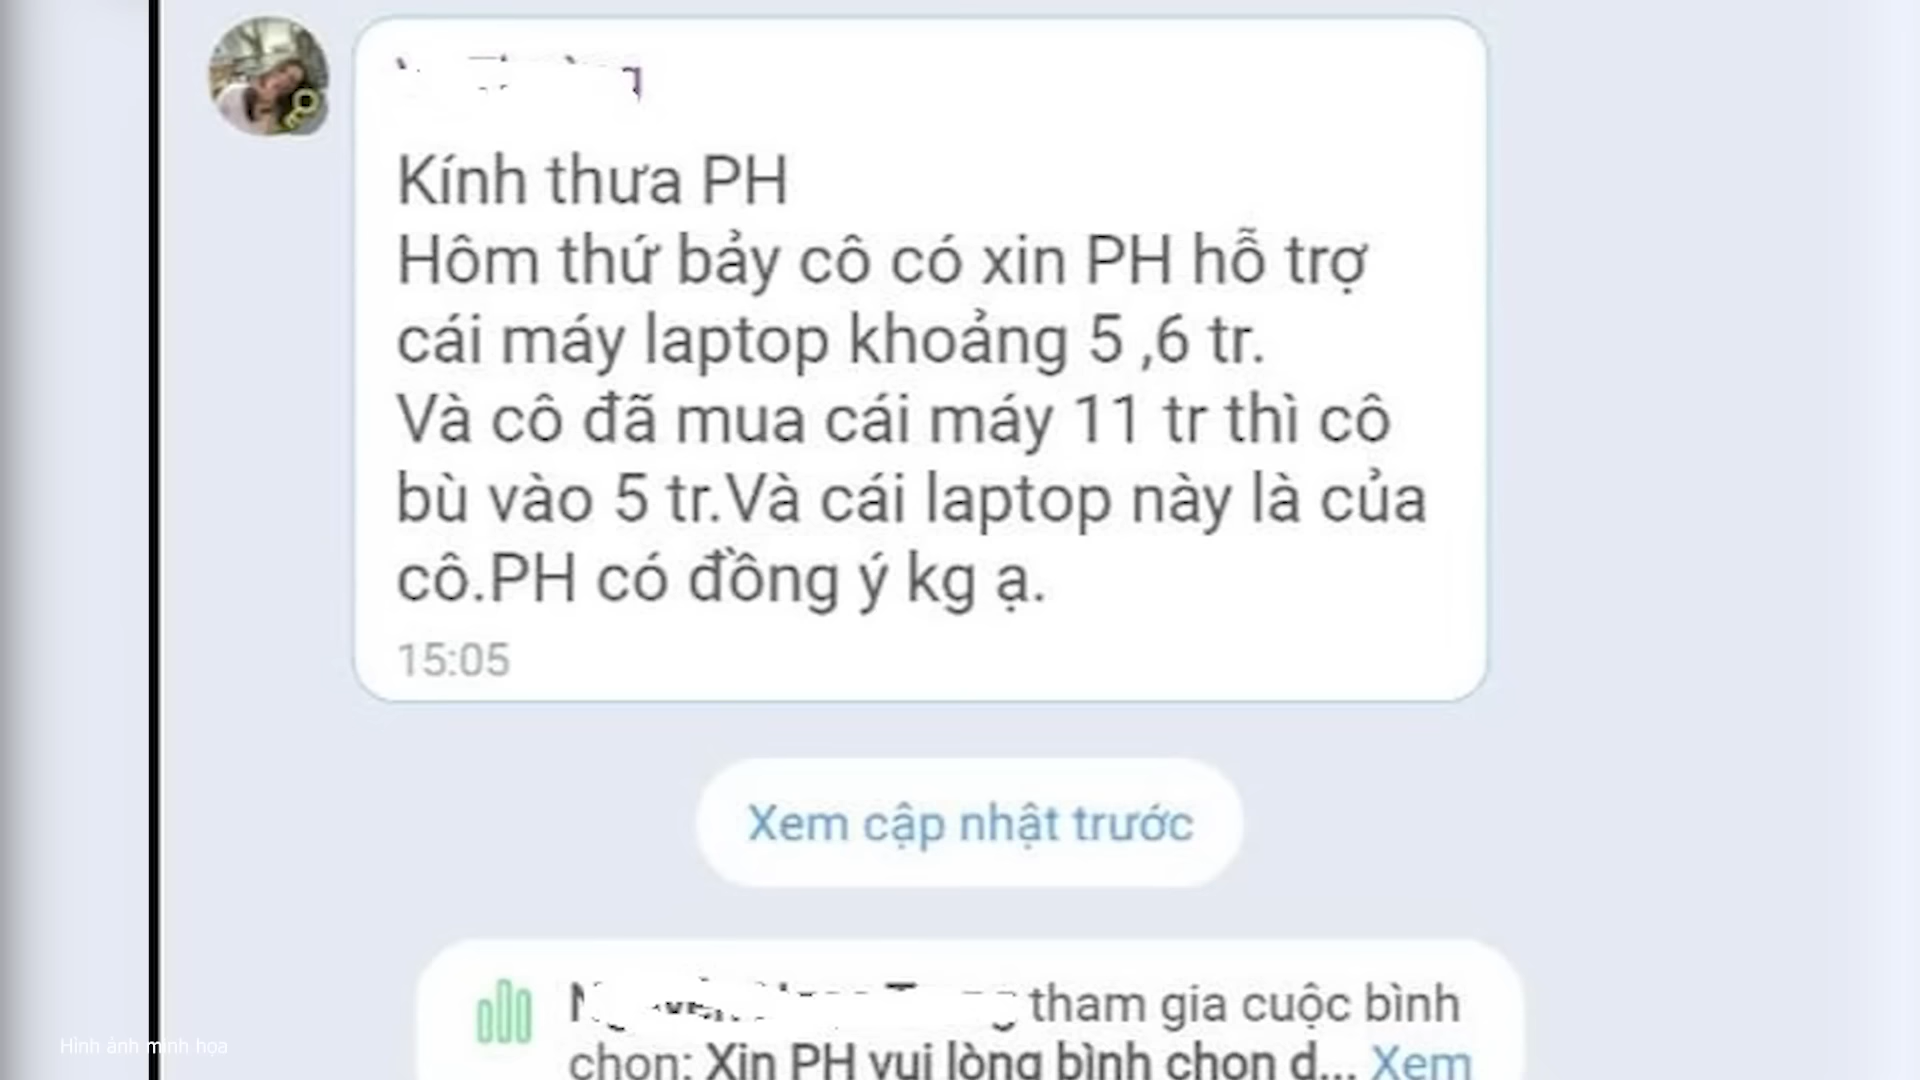 Kính thưa PH
Hôm thứ bảy cô có xin PH hỗ trợ
cái máy laptop khoảng 5 ,6 tr.
Và cô đã mua cái máy 11 tr thì cô
bù vào 5 tr.Và cái laptop này là của
cô.PH có đồng ý kg ạ.
15:05
Xem cập nhật trước
tham gia cuộc bình
chọn: Xin PH vui lòng bình chọn d... Xem
Hình ảnh minh họa